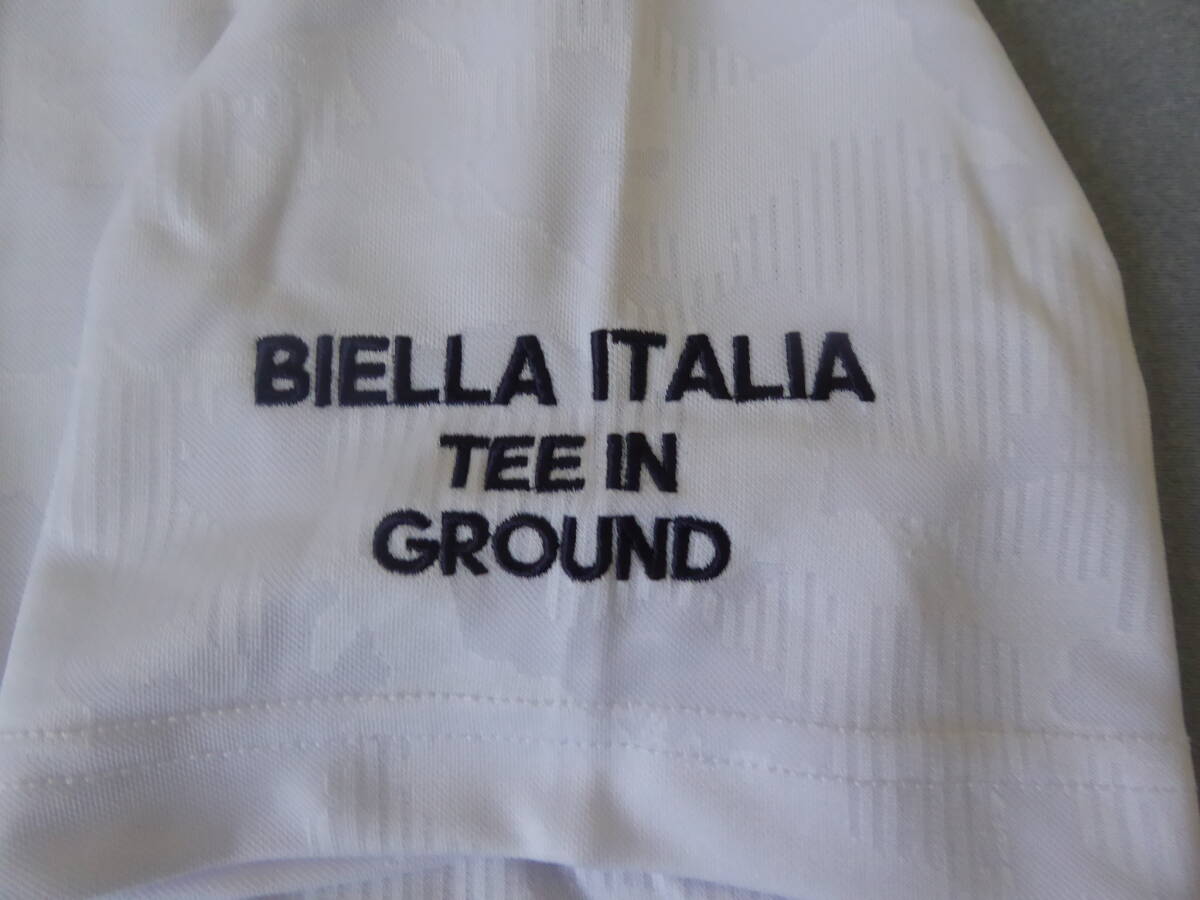 BIELLA ITALIA
TEE IN
GROUND